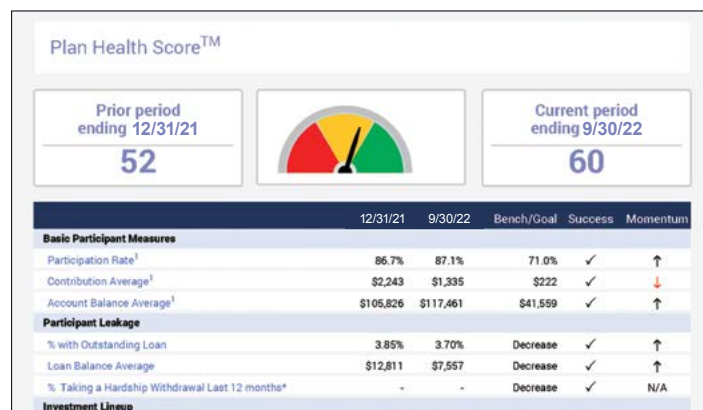 Plan Health Score™
Prior period
ending 12/31/21
52
Current period
ending 9/30/22
60
12/31/21 9/30/22 Bench/Goal Success Momentum
Basic Participant Measures
Participation Rate¹ 86.7% 87.1% 71.0% ✓ ↑
Contribution Average¹ $2,243 $1,335 $222 ✓ ↓
Account Balance Average¹ $105,826 $117,461 $41,559 ✓ ↑
Participant Leakage
% with Outstanding Loan 3.85% 3.70% Decrease ✓ ↑
Loan Balance Average $12,811 $7,557 Decrease ✓ ↑
% Taking a Hardship Withdrawal Last 12 months* - - Decrease ✓ N/A
Investment Lineup